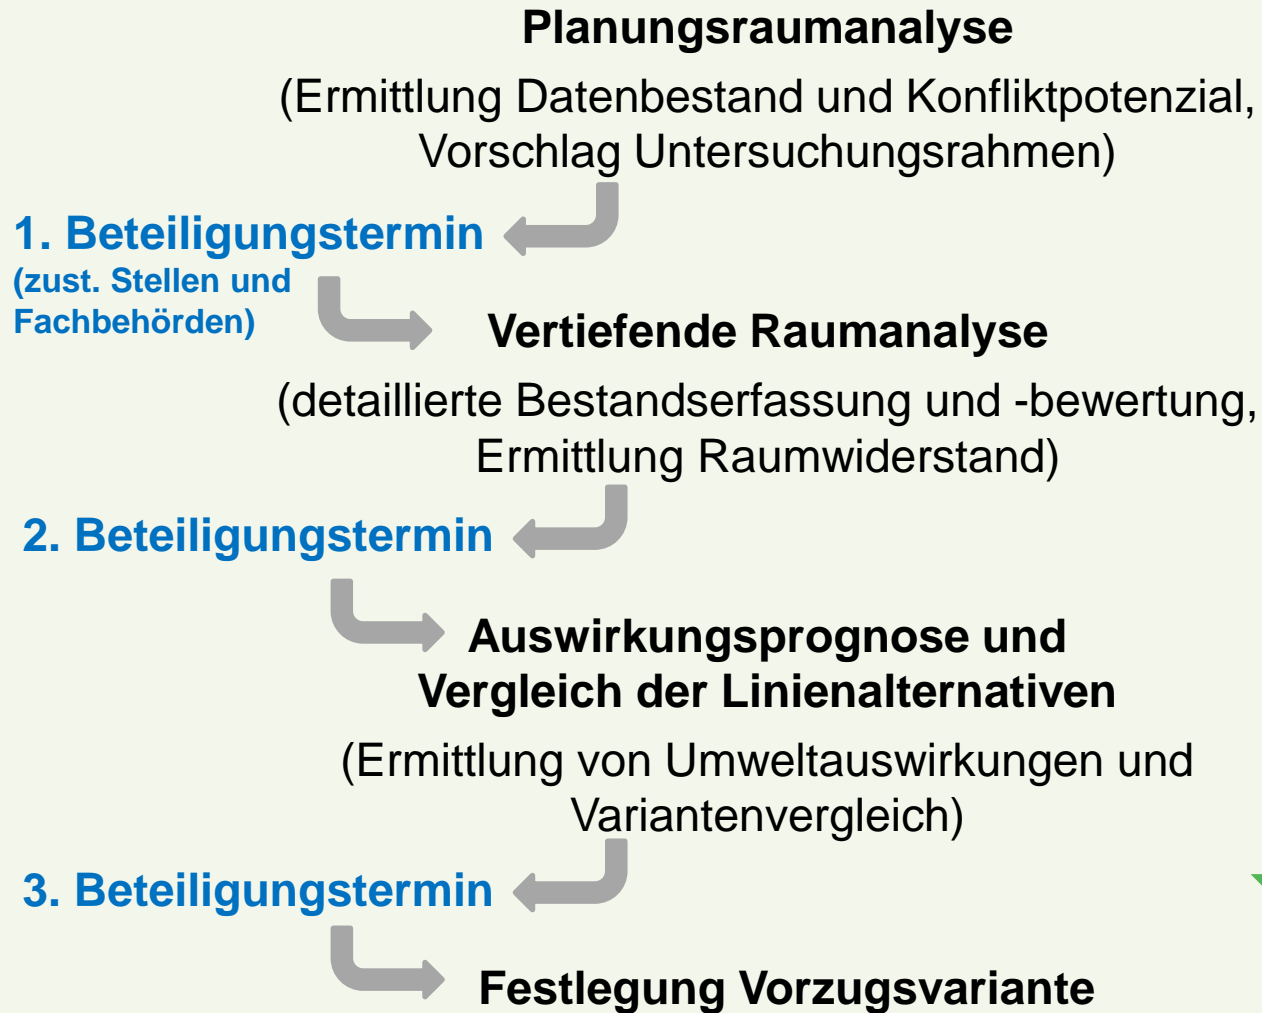 Planungsraumanalyse
(Ermittlung Datenbestand und Konfliktpotenzial,
Vorschlag Untersuchungsrahmen)
1. Beteiligungstermin
(zust. Stellen und
Fachbehörden)
Vertiefende Raumanalyse
(detaillierte Bestandserfassung und -bewertung,
Ermittlung Raumwiderstand)
2. Beteiligungstermin
Auswirkungsprognose und
Vergleich der Linienalternativen
(Ermittlung von Umweltauswirkungen und
Variantenvergleich)
3. Beteiligungstermin
Festlegung Vorzugsvariante